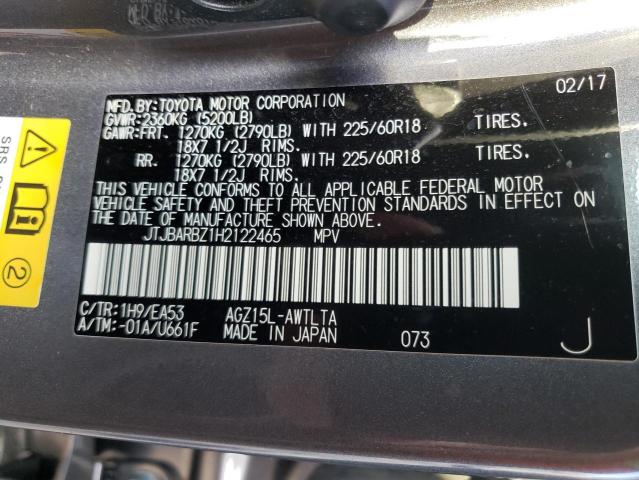 MFD.BY:TOYOTA MOTOR CORPORATION 02/17
GVWR:2360KG (5200LB)
GAWR:FRT. 1270KG (2790LB) WITH 225/60R18 TIRES.
18X7 1/2J RIMS.
RR. 1270KG (2790LB) WITH 225/60R18 TIRES.
18X7 1/2J RIMS.
THIS VEHICLE CONFORMS TO ALL APPLICABLE FEDERAL MOTOR
VEHICLE SAFETY AND THEFT PREVENTION STANDARDS IN EFFECT ON
THE DATE OF MANUFACTURE SHOWN ABOVE.
JTJBARBZ1H2122465 MPV
C/TR:1H9/EA53 AGZ15L-AWTLTA
A/TM:-01A/U661F MADE IN JAPAN 073 J
SRS
2